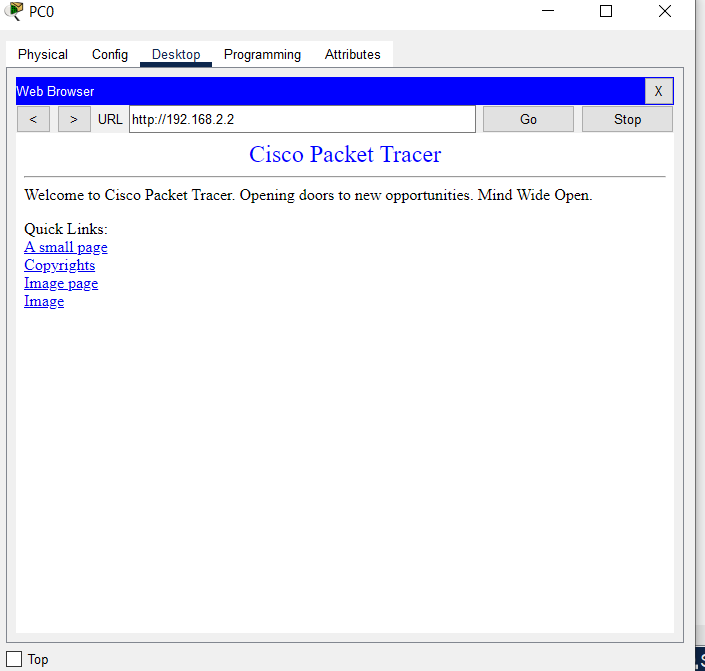 PC0
Physical Config Desktop Programming Attributes
Web Browser X
< > URL http://192.168.2.2 Go Stop
Cisco Packet Tracer
Welcome to Cisco Packet Tracer. Opening doors to new opportunities. Mind Wide Open.
Quick Links:
A small page
Copyrights
Image page
Image
Top